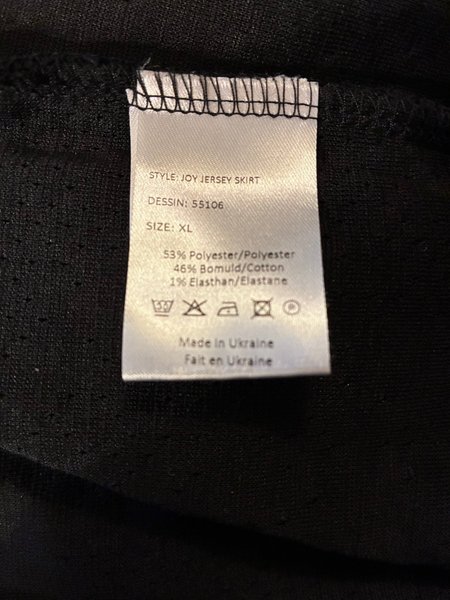 STYLE: JOY JERSEY SKIRT
DESSIN: 55106
SIZE: XL
53% Polyester/Polyester
46% Bomuld/Cotton
1% Elasthan/Elastane
Made in Ukraine
Fait en Ukraine